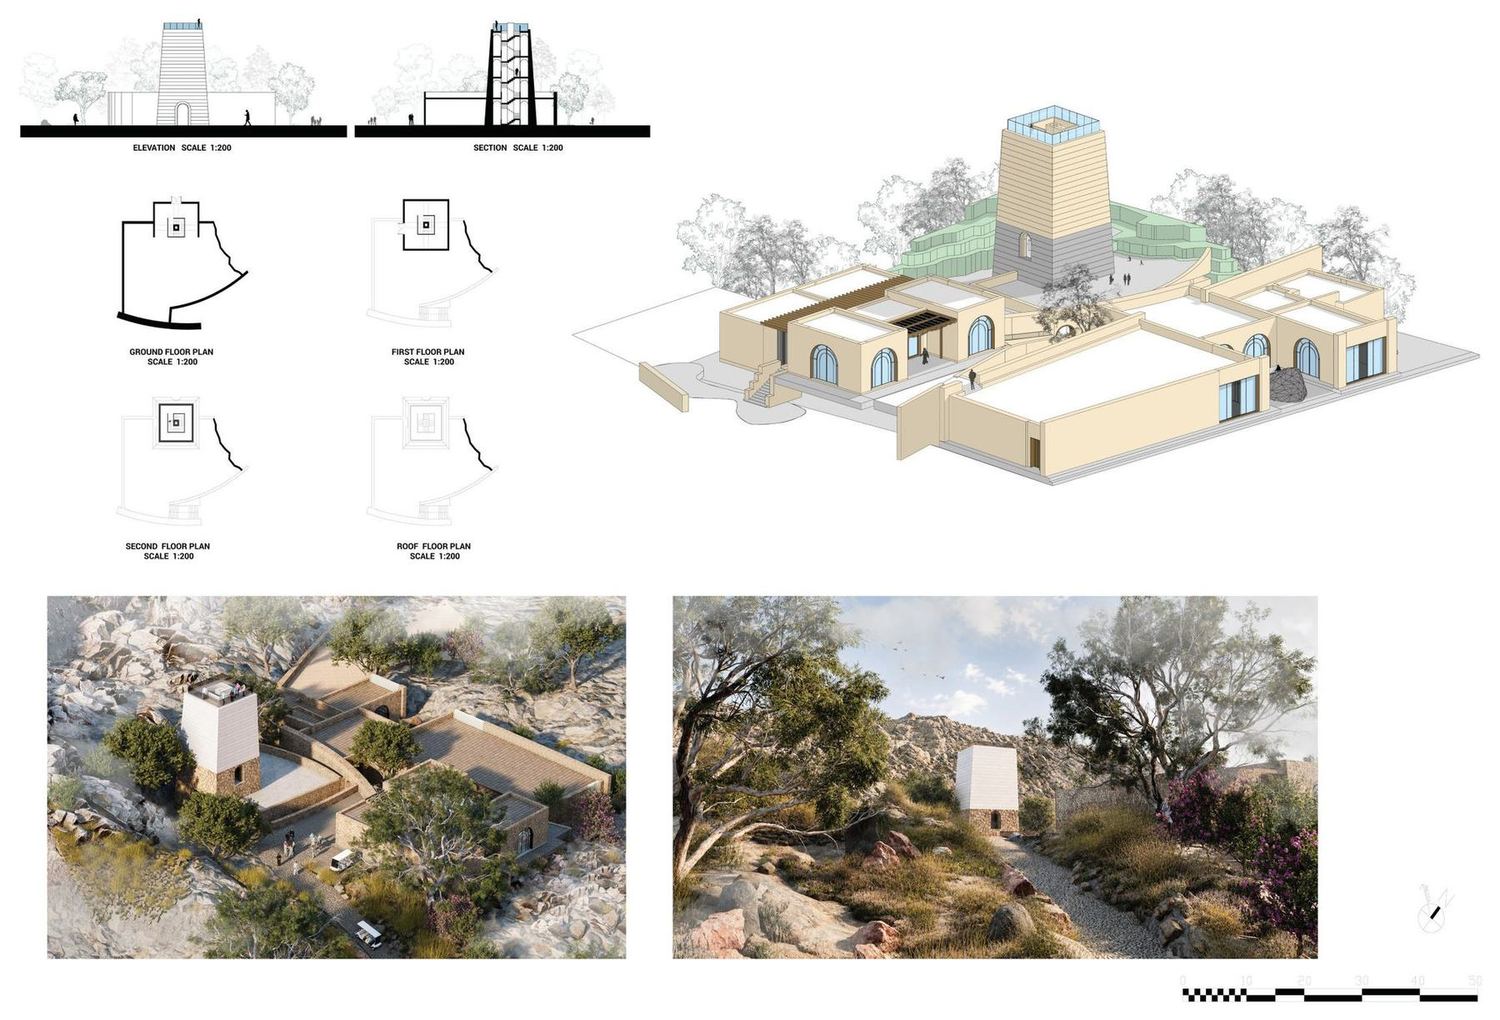 ELEVATION SCALE 1:200
SECTION SCALE 1:200
GROUND FLOOR PLAN
SCALE 1:200
FIRST FLOOR PLAN
SCALE 1:200
SECOND FLOOR PLAN
SCALE 1:200
ROOF FLOOR PLAN
SCALE 1:200
0 10 20 30 40 50